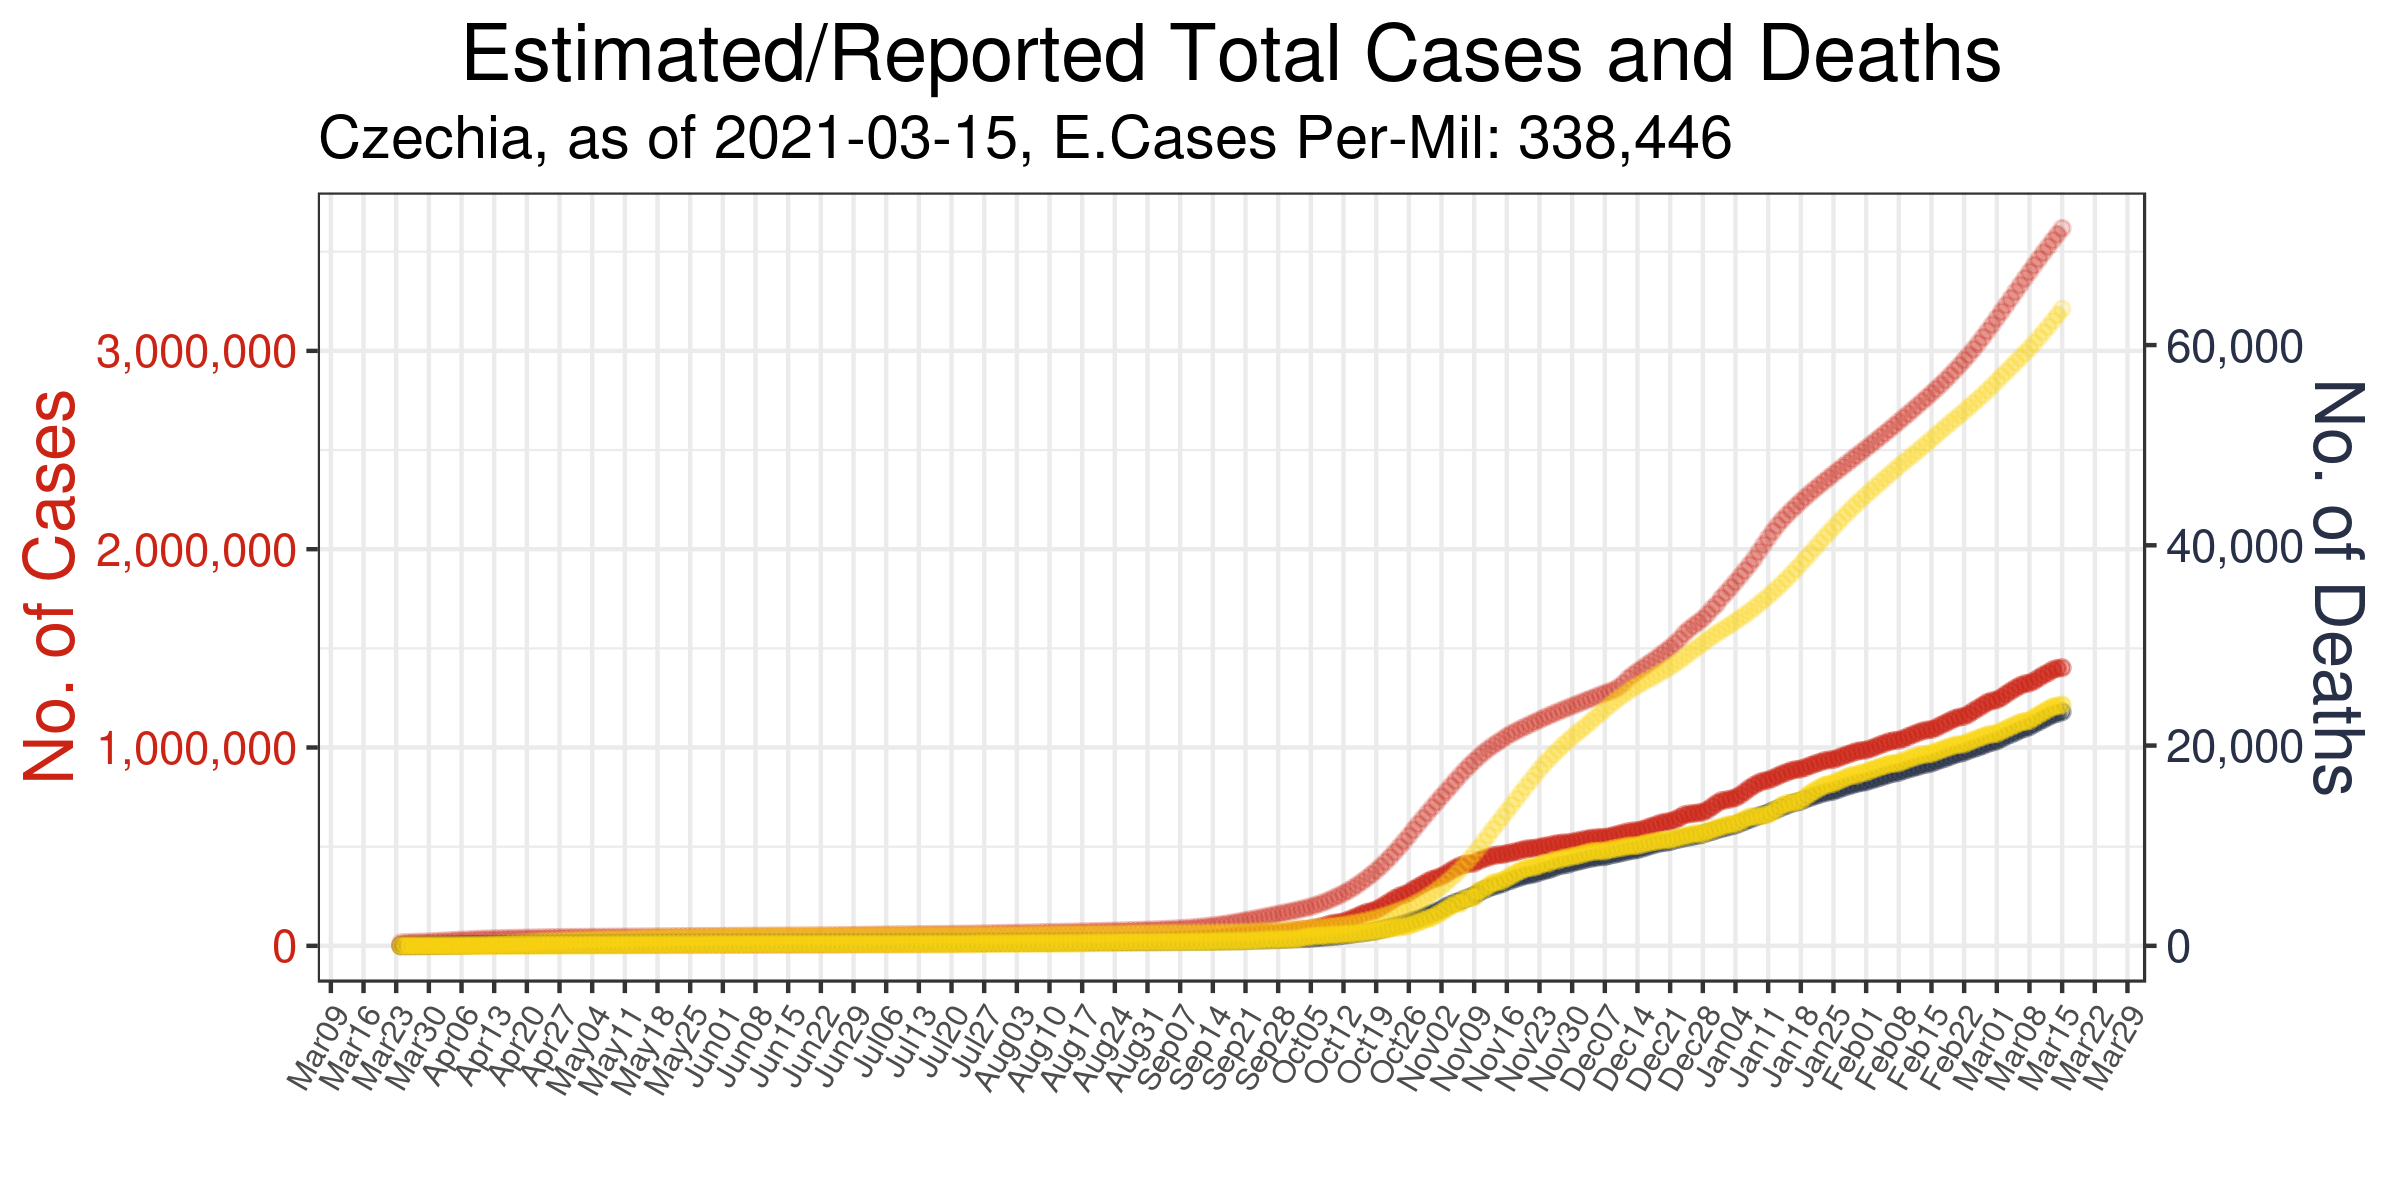 Estimated/Reported Total Cases and Deaths
Czechia, as of 2021-03-15, E.Cases Per-Mil: 338,446
No. of Cases
3,000,000
2,000,000
1,000,000
0
60,000
40,000
20,000
0
No. of Deaths
Mar09
Mar16
Mar23
Mar30
Apr06
Apr13
Apr20
Apr27
May04
May11
May18
May25
Jun01
Jun08
Jun15
Jun22
Jun29
Jul06
Jul13
Jul20
Jul27
Aug03
Aug10
Aug17
Aug24
Aug31
Sep07
Sep14
Sep21
Sep28
Oct05
Oct12
Oct19
Oct26
Nov02
Nov09
Nov16
Nov23
Nov30
Dec07
Dec14
Dec21
Dec28
Jan04
Jan11
Jan18
Jan25
Feb01
Feb08
Feb15
Feb22
Mar01
Mar08
Mar15
Mar22
Mar29